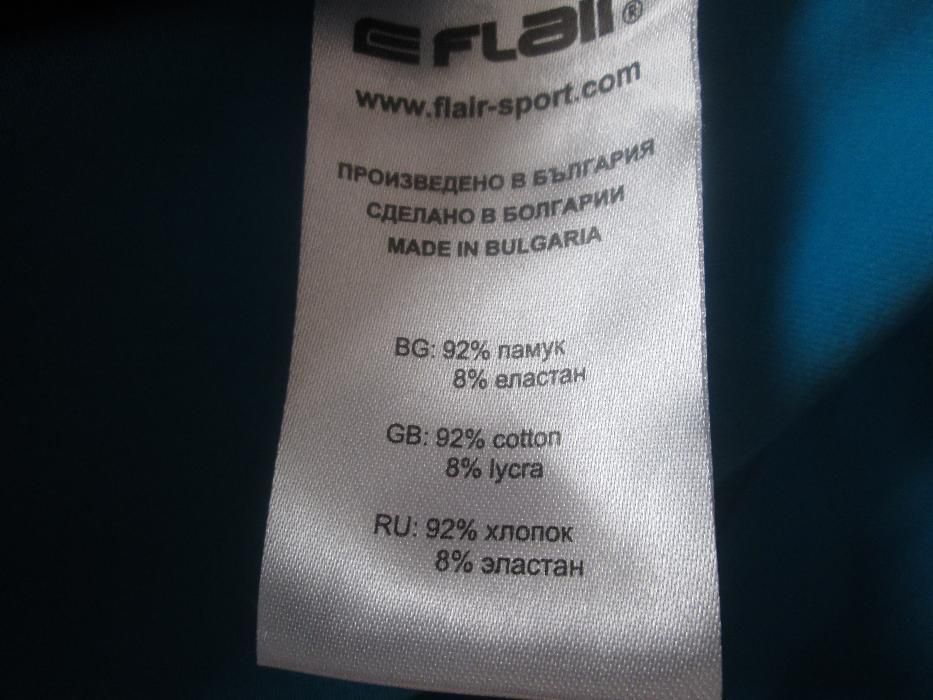 Flair®
www.flair-sport.com
ПРОИЗВЕДЕНО В БЪЛГАРИЯ
СДЕЛАНО В БОЛГАРИИ
MADE IN BULGARIA
BG: 92% памук
8% еластан
GB: 92% cotton
8% lycra
RU: 92% хлопок
8% эластан